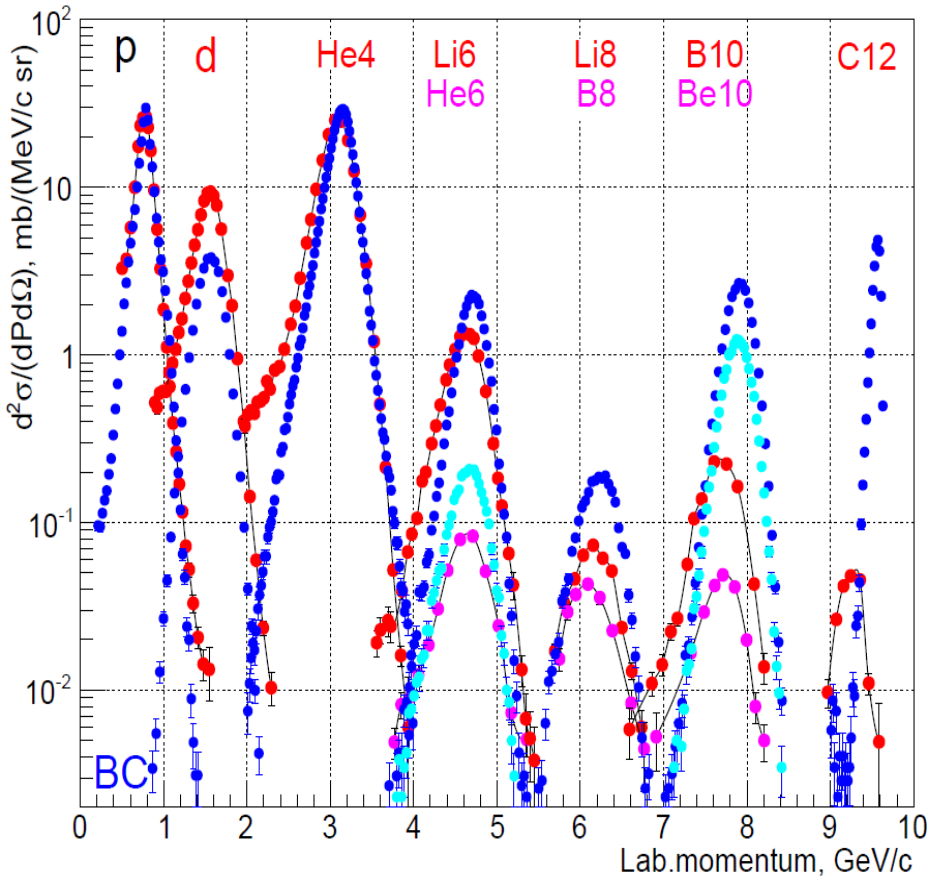 d²σ/(dPdΩ), mb/(MeV/c sr)
10²
10
1
10⁻¹
10⁻²
p d He4 Li6 Li8 B10 C12
He6 B8 Be10
BC
0 1 2 3 4 5 6 7 8 9 10
Lab.momentum, GeV/c